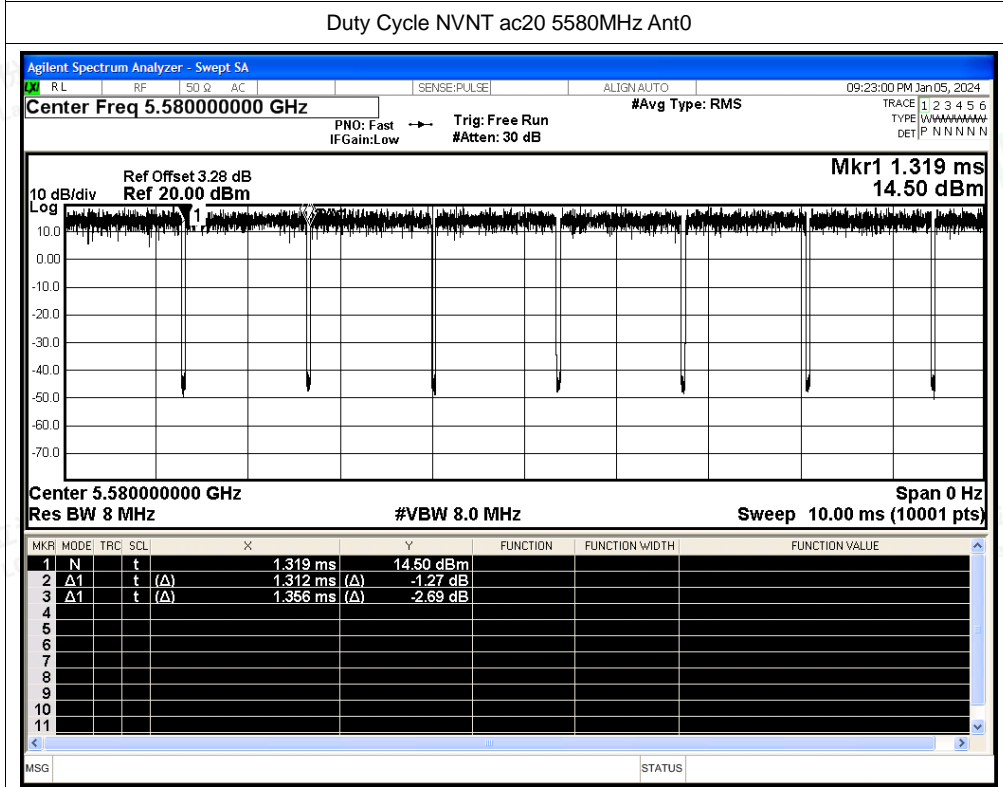 Duty Cycle NVNT ac20 5580MHz Ant0
Agilent Spectrum Analyzer - Swept SA
LXI RL RF 50 Ω AC SENSE:PULSE ALIGN AUTO 09:23:00 PM Jan 05, 2024
Center Freq 5.580000000 GHz #Avg Type: RMS TRACE 1 2 3 4 5 6
PNO: Fast Trig: Free Run TYPE W
IFGain:Low #Atten: 30 dB DET P N N N N N
Mkr1 1.319 ms
14.50 dBm
Ref Offset 3.28 dB
10 dB/div Ref 20.00 dBm
Log
1
10.0
0.00
-10.0
-20.0
-30.0
-40.0
-50.0
-60.0
-70.0
Center 5.580000000 GHz Span 0 Hz
Res BW 8 MHz #VBW 8.0 MHz Sweep 10.00 ms (10001 pts)
MKR MODE TRC SCL X Y FUNCTION FUNCTION WIDTH FUNCTION VALUE
1 N t 1.319 ms 14.50 dBm
2 Δ1 t (Δ) 1.312 ms (Δ) -1.27 dB
3 Δ1 t (Δ) 1.356 ms (Δ) -2.69 dB
4
5
6
7
8
9
10
11
MSG STATUS